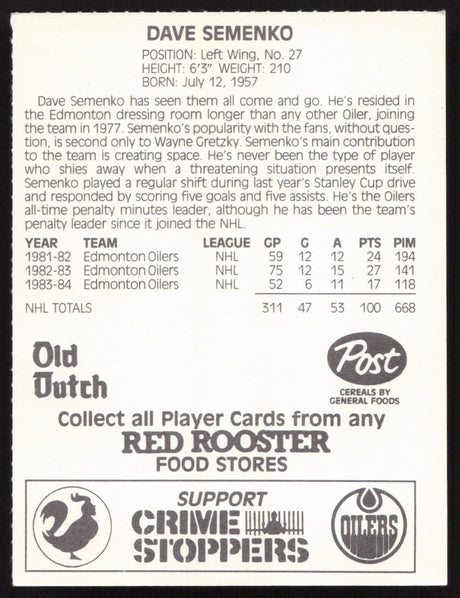 DAVE SEMENKO
POSITION: Left Wing, No. 27
HEIGHT: 6'3" WEIGHT: 210
BORN: July 12, 1957
Dave Semenko has seen them all come and go. He's resided in
the Edmonton dressing room longer than any other Oiler, joining
the team in 1977. Semenko's popularity with the fans, without ques-
tion, is second only to Wayne Gretzky. Semenko's main contribution
to the team is creating space. He's never been the type of player
who shies away when a threatening situation presents itself.
Semenko played a regular shift during last year's Stanley Cup drive
and responded by scoring five goals and five assists. He's the Oilers
all-time penalty minutes leader, although he has been the team's
penalty leader since it joined the NHL.
YEAR TEAM LEAGUE GP G A PTS PIM
1981-82 Edmonton Oilers NHL 59 12 12 24 194
1982-83 Edmonton Oilers NHL 75 12 15 27 141
1983-84 Edmonton Oilers NHL 52 6 11 17 118
NHL TOTALS 311 47 53 100 668
Old
Dutch
Post
CEREALS BY
GENERAL FOODS
Collect all Player Cards from any
RED ROOSTER
FOOD STORES
SUPPORT
CRIME
STOPPERS
OILERS